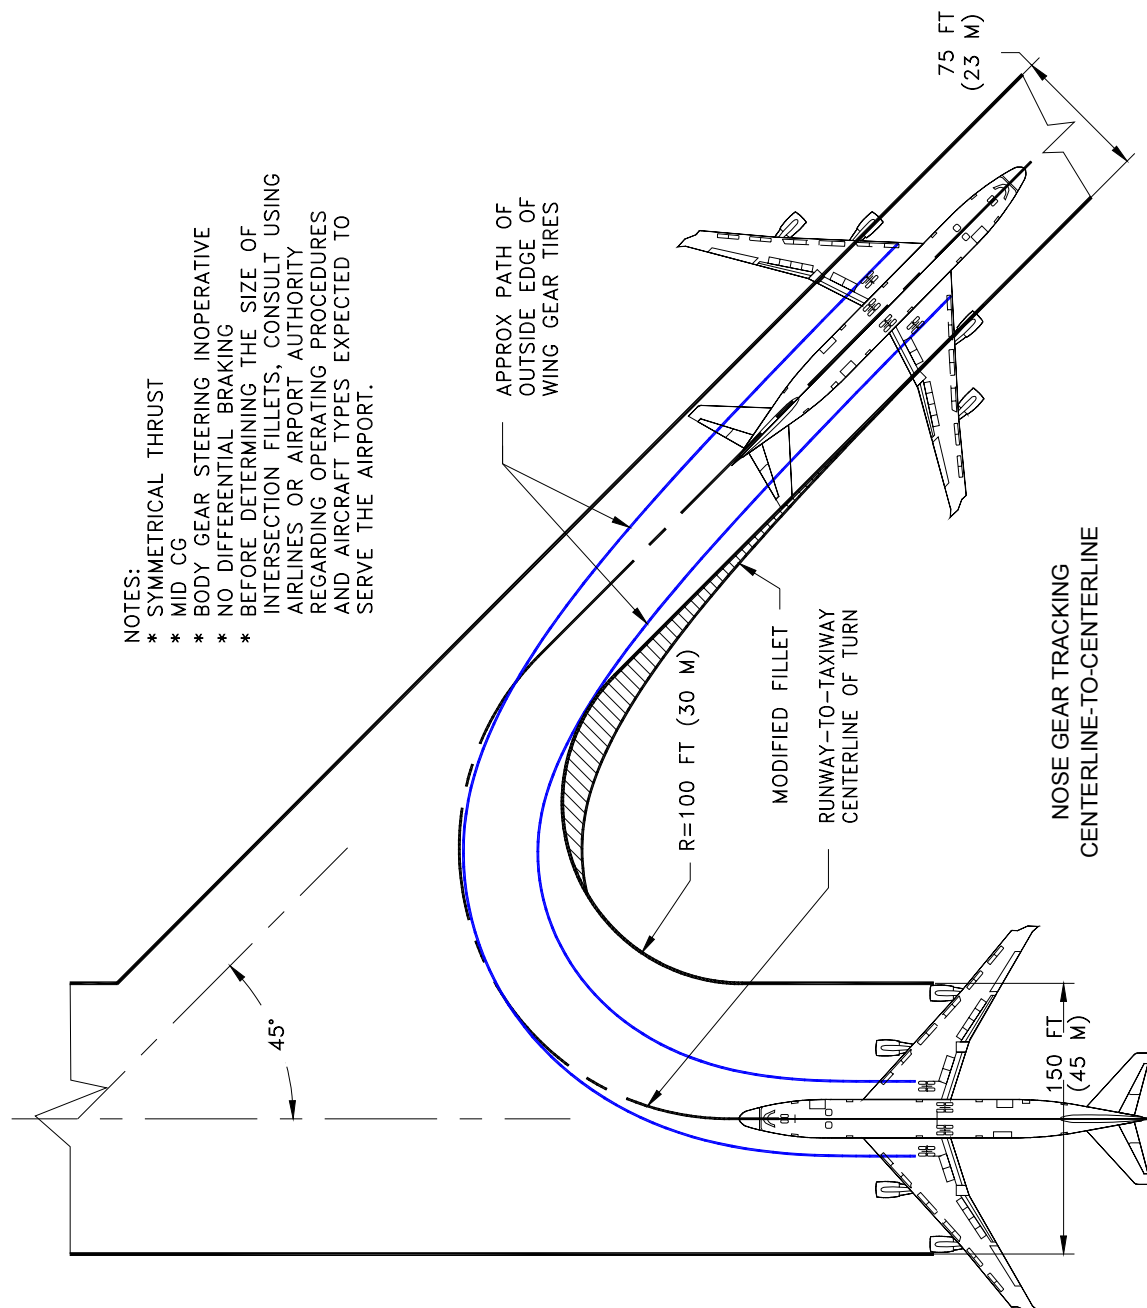 NOTES:
* SYMMETRICAL THRUST
* MID CG
* BODY GEAR STEERING INOPERATIVE
* NO DIFFERENTIAL BRAKING
* BEFORE DETERMINING THE SIZE OF
INTERSECTION FILLETS, CONSULT USING
AIRLINES OR AIRPORT AUTHORITY
REGARDING OPERATING PROCEDURES
AND AIRCRAFT TYPES EXPECTED TO
SERVE THE AIRPORT.
75 FT
(23 M)
APPROX PATH OF
OUTSIDE EDGE OF
WING GEAR TIRES
45°
R=100 FT (30 M)
MODIFIED FILLET
RUNWAY-TO-TAXIWAY
CENTERLINE OF TURN
150 FT
(45 M)
NOSE GEAR TRACKING
CENTERLINE-TO-CENTERLINE